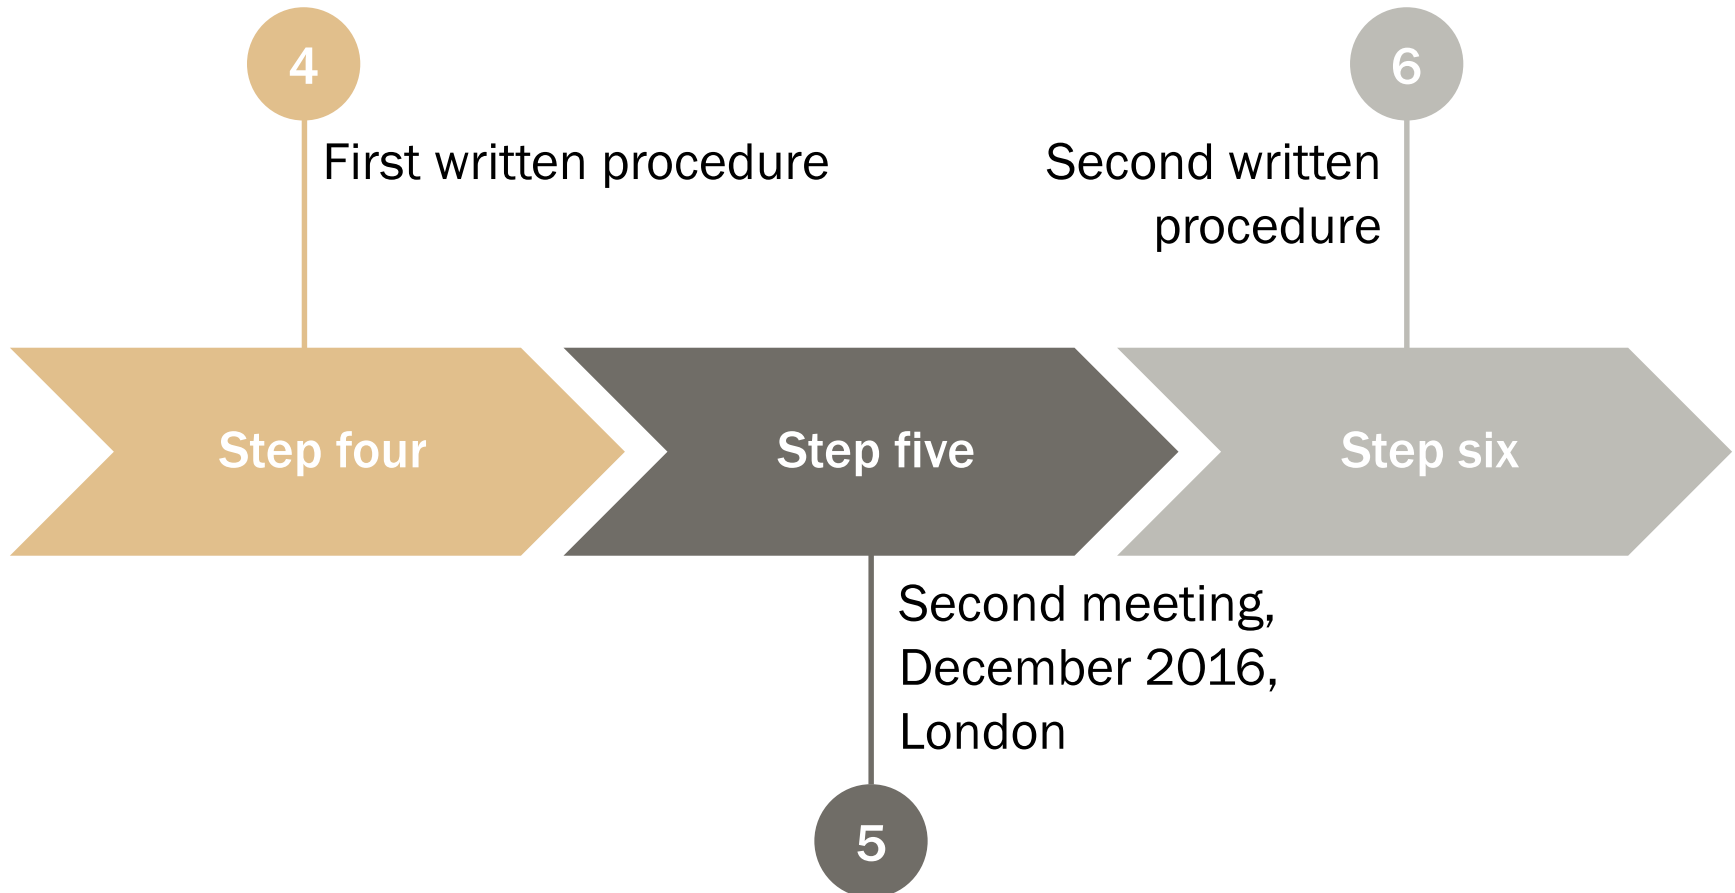 4
First written procedure
6
Second written
procedure
Step four
Step five
Step six
Second meeting,
December 2016,
London
5